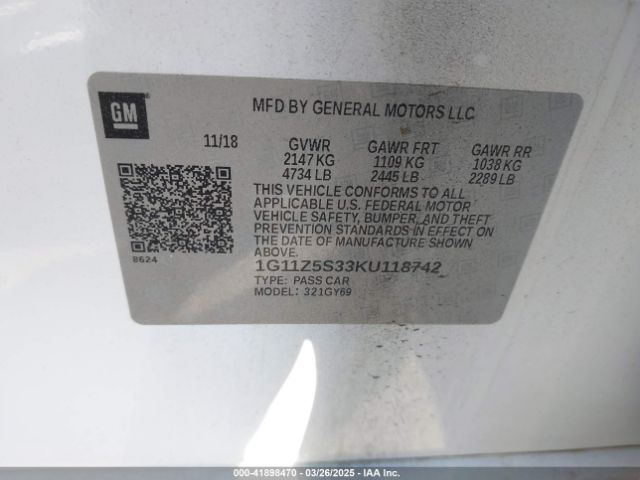 GM
MFD BY GENERAL MOTORS LLC
11/18 GVWR GAWR FRT GAWR RR
2147 KG 1109 KG 1038 KG
4734 LB 2445 LB 2289 LB
THIS VEHICLE CONFORMS TO ALL
APPLICABLE U.S. FEDERAL MOTOR
VEHICLE SAFETY, BUMPER, AND THEFT
PREVENTION STANDARDS IN EFFECT
ON THE DATE OF MANUFACTURE SHOWN
ABOVE.
8624
1G11Z5S33KU118742
TYPE: PASS CAR
MODEL: 321GY69
000-41898470 — 03/26/2025 — IAA Inc.